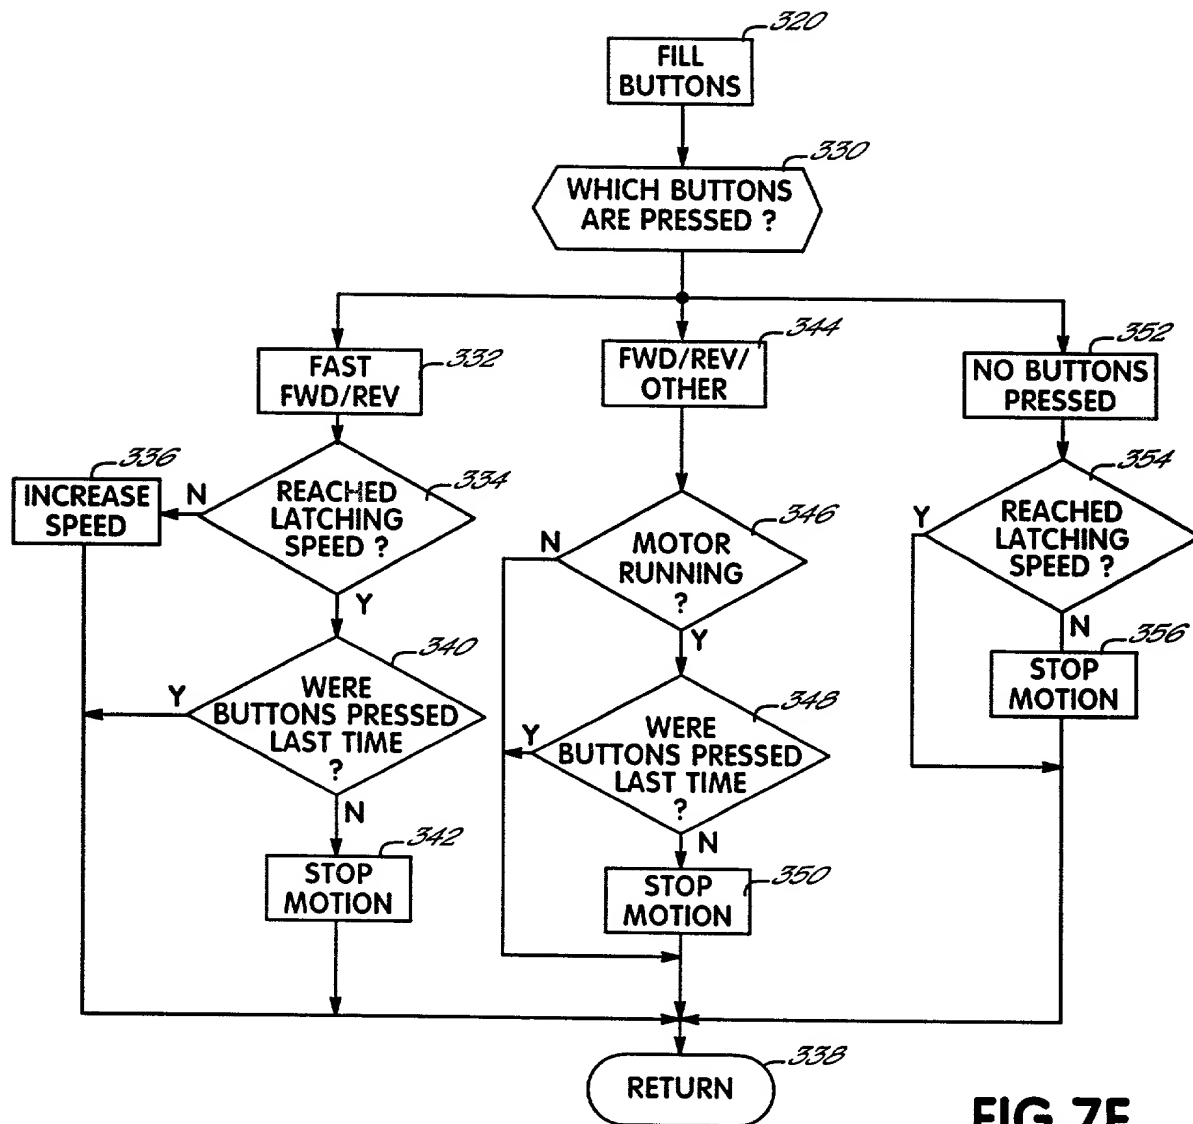 320
FILL
BUTTONS
330
WHICH BUTTONS
ARE PRESSED ?
332
FAST
FWD/REV
344
FWD/REV/
OTHER
352
NO BUTTONS
PRESSED
336
INCREASE
SPEED
N
334
REACHED
LATCHING
SPEED ?
Y
346
N
MOTOR
RUNNING
?
Y
354
Y
REACHED
LATCHING
SPEED ?
N
356
STOP
MOTION
340
Y
WERE
BUTTONS PRESSED
LAST TIME
?
N
348
Y
WERE
BUTTONS PRESSED
LAST TIME
?
N
342
STOP
MOTION
350
STOP
MOTION
338
RETURN